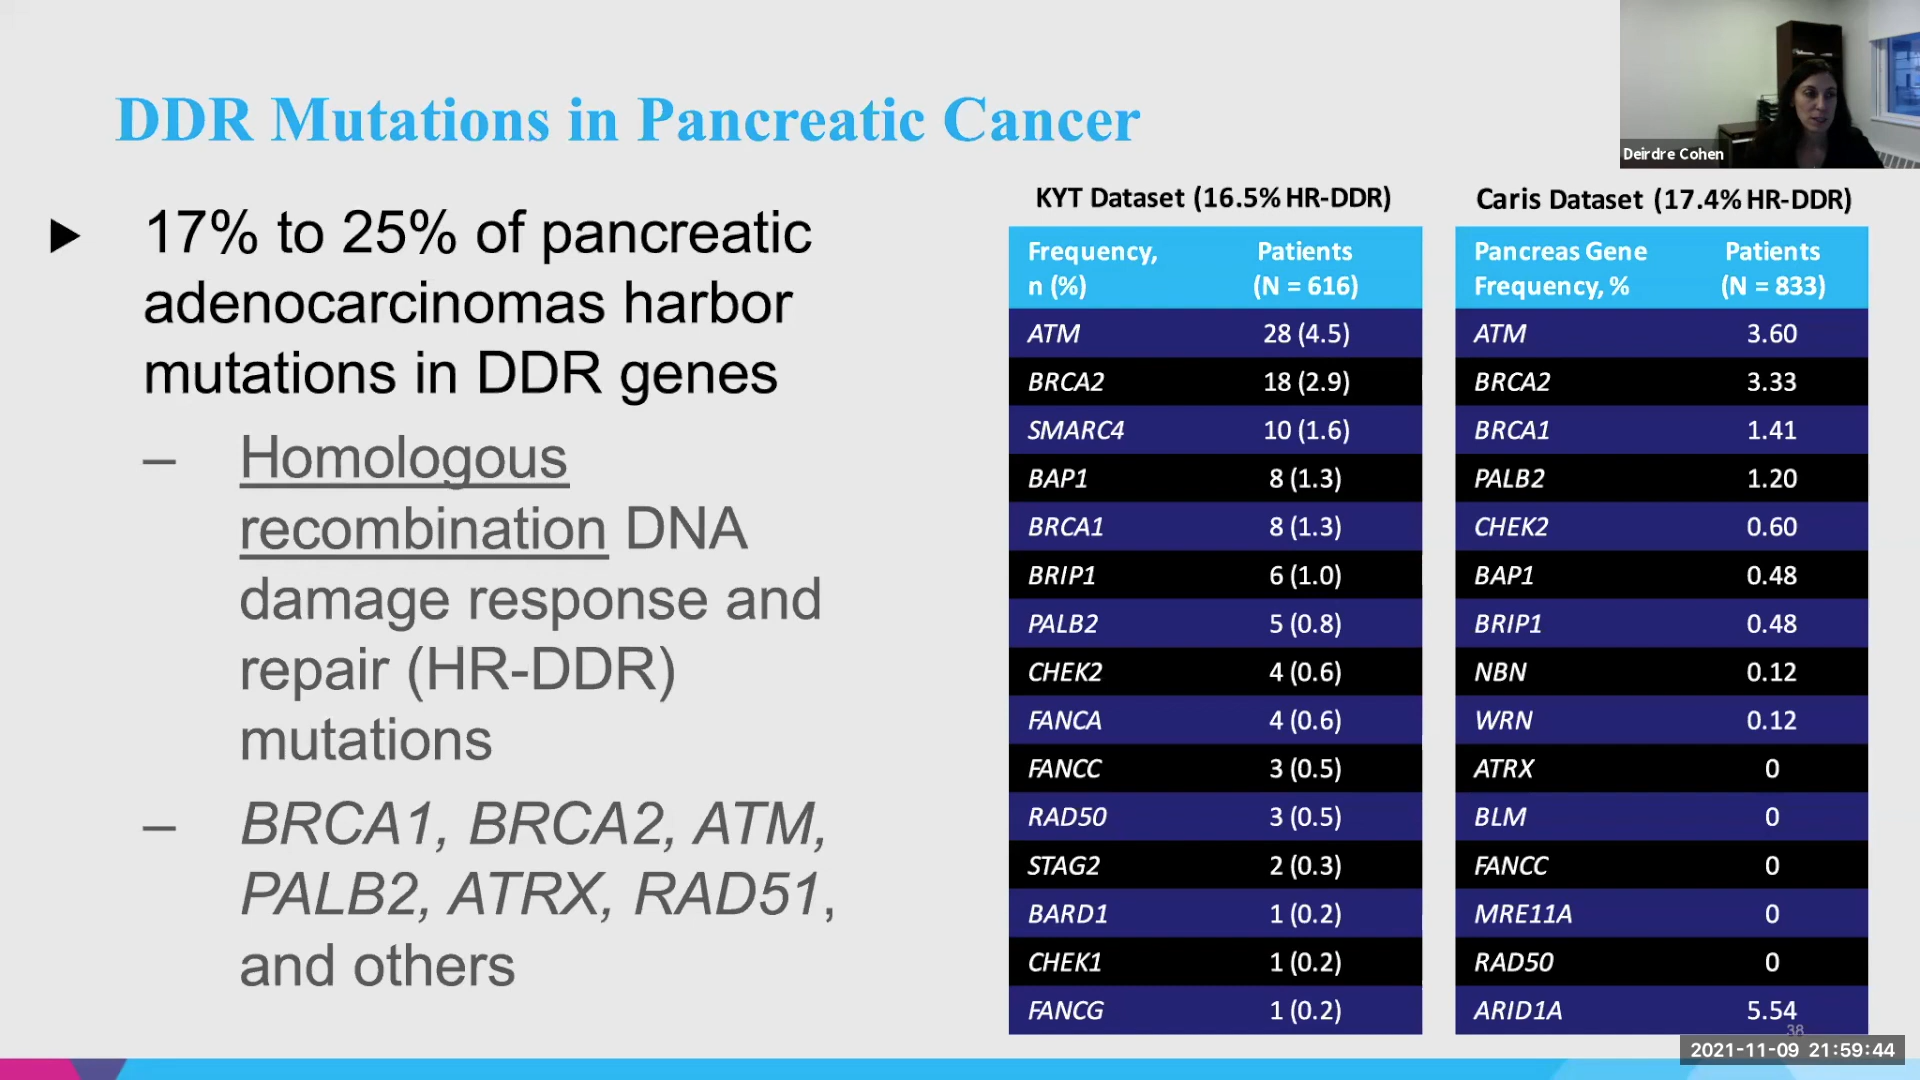 DDR Mutations in Pancreatic Cancer
Deirdre Cohen
▶ 17% to 25% of pancreatic
adenocarcinomas harbor
mutations in DDR genes
– Homologous
recombination DNA
damage response and
repair (HR-DDR)
mutations
– BRCA1, BRCA2, ATM,
PALB2, ATRX, RAD51,
and others
KYT Dataset (16.5% HR-DDR)
Frequency, Patients
n (%) (N = 616)
ATM 28 (4.5)
BRCA2 18 (2.9)
SMARC4 10 (1.6)
BAP1 8 (1.3)
BRCA1 8 (1.3)
BRIP1 6 (1.0)
PALB2 5 (0.8)
CHEK2 4 (0.6)
FANCA 4 (0.6)
FANCC 3 (0.5)
RAD50 3 (0.5)
STAG2 2 (0.3)
BARD1 1 (0.2)
CHEK1 1 (0.2)
FANCG 1 (0.2)
Caris Dataset (17.4% HR-DDR)
Pancreas Gene Patients
Frequency, % (N = 833)
ATM 3.60
BRCA2 3.33
BRCA1 1.41
PALB2 1.20
CHEK2 0.60
BAP1 0.48
BRIP1 0.48
NBN 0.12
WRN 0.12
ATRX 0
BLM 0
FANCC 0
MRE11A 0
RAD50 0
ARID1A 5.54
38
2021-11-09 21:59:44